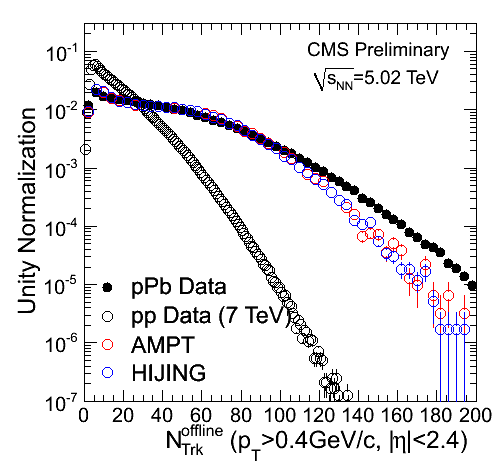 CMS Preliminary
√s_NN=5.02 TeV
Unity Normalization
10^-1
10^-2
10^-3
10^-4
10^-5
10^-6
10^-7
pPb Data
pp Data (7 TeV)
AMPT
HIJING
0 20 40 60 80 100 120 140 160 180 200
N_Trk^offline (p_T>0.4GeV/c, |η|<2.4)